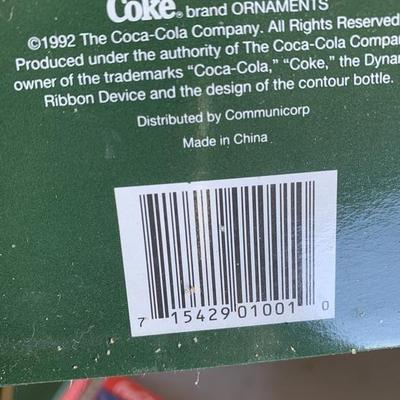 Coke® brand ORNAMENTS
©1992 The Coca-Cola Company. All Rights Reserved
Produced under the authority of The Coca-Cola Compa
owner of the trademarks “Coca-Cola,” “Coke,” the Dyna
Ribbon Device and the design of the contour bottle.
Distributed by Communicorp
Made in China
7 15429 01001 0